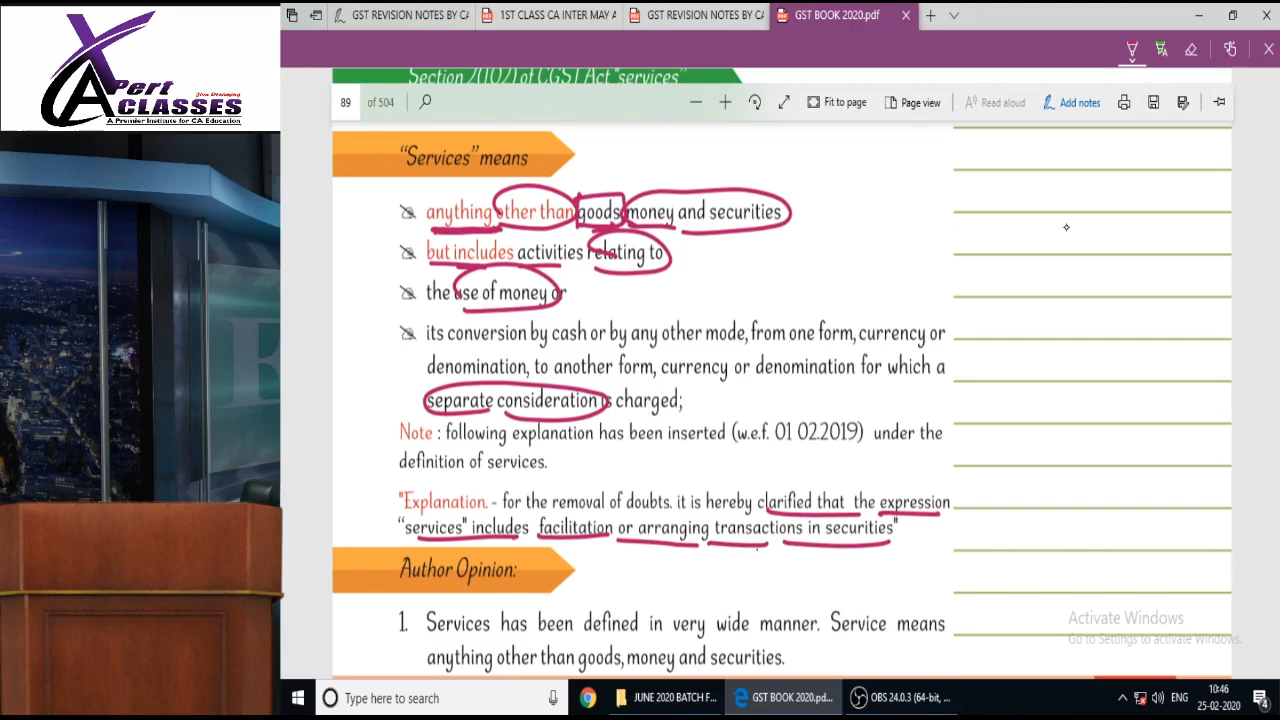 GST REVISION NOTES BY CA
1ST CLASS CA INTER MAY A
GST REVISION NOTES BY CA
GST BOOK 2020.pdf
XPert
Join Dreaming
CA CLASSES
A Premier Institute for CA Education
Section 2(102) of CGST Act "services"
89 of 504
Fit to page
Page view
Read aloud
Add notes
“Services” means
anything other than goods, money and securities
but includes activities relating to
the use of money or
its conversion by cash or by any other mode, from one form, currency or
denomination, to another form, currency or denomination for which a
separate consideration is charged;
Note : following explanation has been inserted (w.e.f. 01 02.2019) under the
definition of services.
"Explanation. - for the removal of doubts. it is hereby clarified that the expression
“services" includes facilitation or arranging transactions in securities"
Author Opinion:
1. Services has been defined in very wide manner. Service means
anything other than goods, money and securities.
Activate Windows
Go to Settings to activate Windows.
Type here to search
JUNE 2020 BATCH F...
GST BOOK 2020.pd...
OBS 24.0.3 (64-bit, ...
ENG
10:46
25-02-2020
4